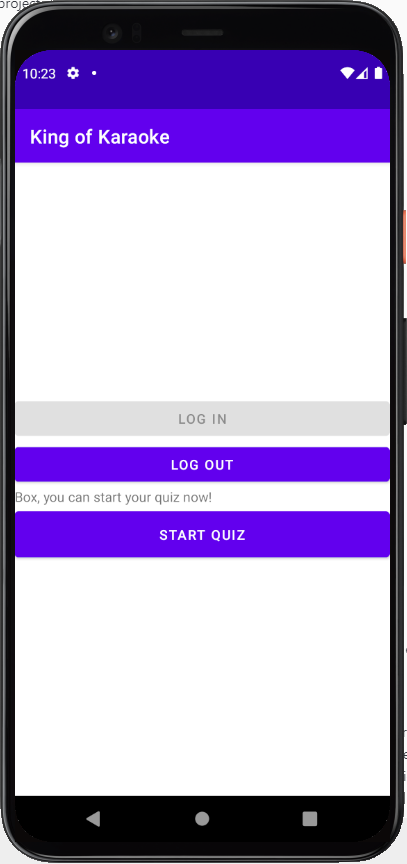 project
10:23
King of Karaoke
LOG IN
LOG OUT
Box, you can start your quiz now!
START QUIZ